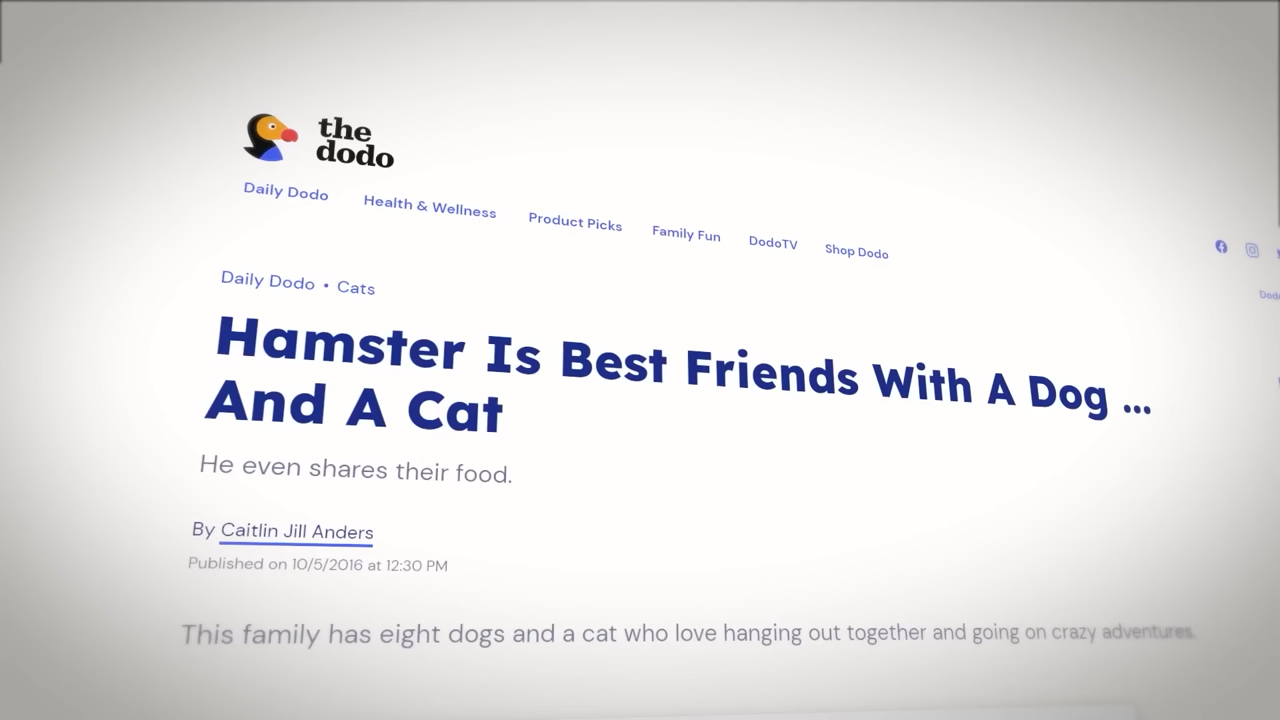 the
dodo
Daily Dodo Health & Wellness Product Picks Family Fun DodoTV Shop Dodo
Daily Dodo • Cats
Hamster Is Best Friends With A Dog ...
And A Cat
He even shares their food.
By Caitlin Jill Anders
Published on 10/5/2016 at 12:30 PM
This family has eight dogs and a cat who love hanging out together and going on crazy adventures.